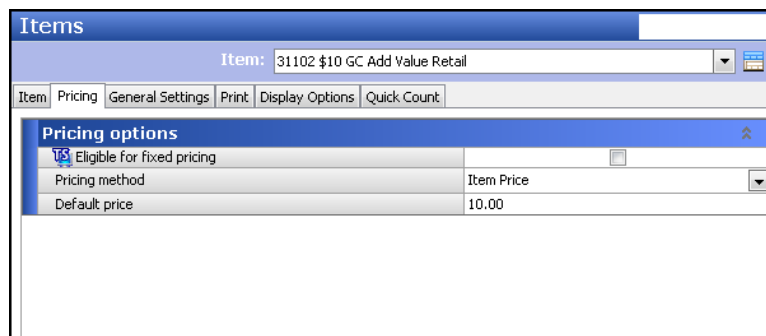 Items
Item: 31102 $10 GC Add Value Retail
Item Pricing General Settings Print Display Options Quick Count
Pricing options
TS Eligible for fixed pricing
Pricing method Item Price
Default price 10.00